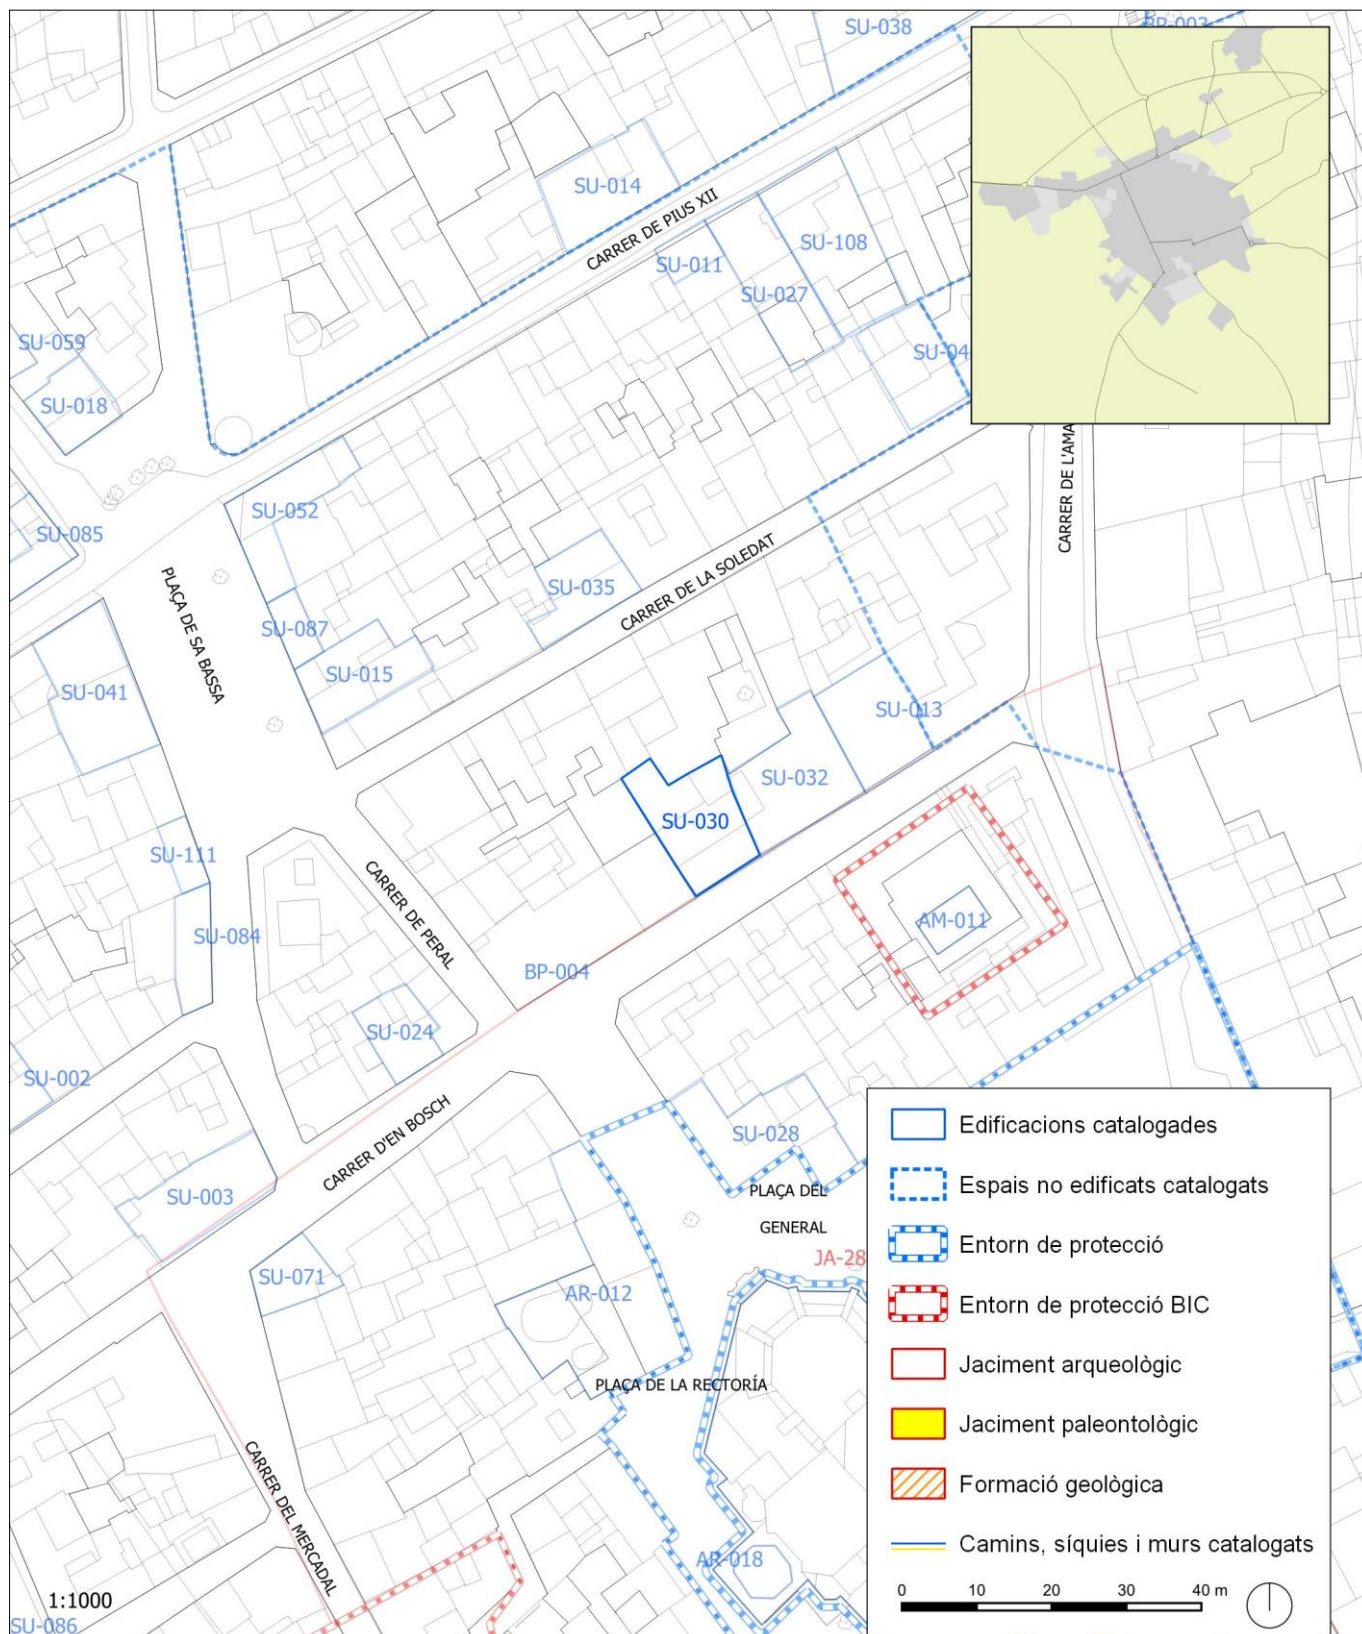 SU-038
BP-003
SU-014
CARRER DE PIUS XII
SU-108
SU-011
SU-027
SU-059
SU-018
SU-04
CARRER DE L'AMA
SU-052
SU-085
PLAÇA DE SA BASSA
SU-035
CARRER DE LA SOLEDAT
SU-087
SU-015
SU-041
SU-013
SU-032
SU-030
SU-111
CARRER DE PERAL
SU-084
AM-011
BP-004
SU-024
SU-002
CARRER D'EN BOSCH
SU-028
SU-003
PLAÇA DEL
GENERAL
JA-28
SU-071
AR-012
PLAÇA DE LA RECTORÍA
CARRER DEL MERCADAL
AR-018
1:1000
SU-086
Edificacions catalogades
Espais no edificats catalogats
Entorn de protecció
Entorn de protecció BIC
Jaciment arqueològic
Jaciment paleontològic
Formació geològica
Camins, síquies i murs catalogats
0 10 20 30 40 m